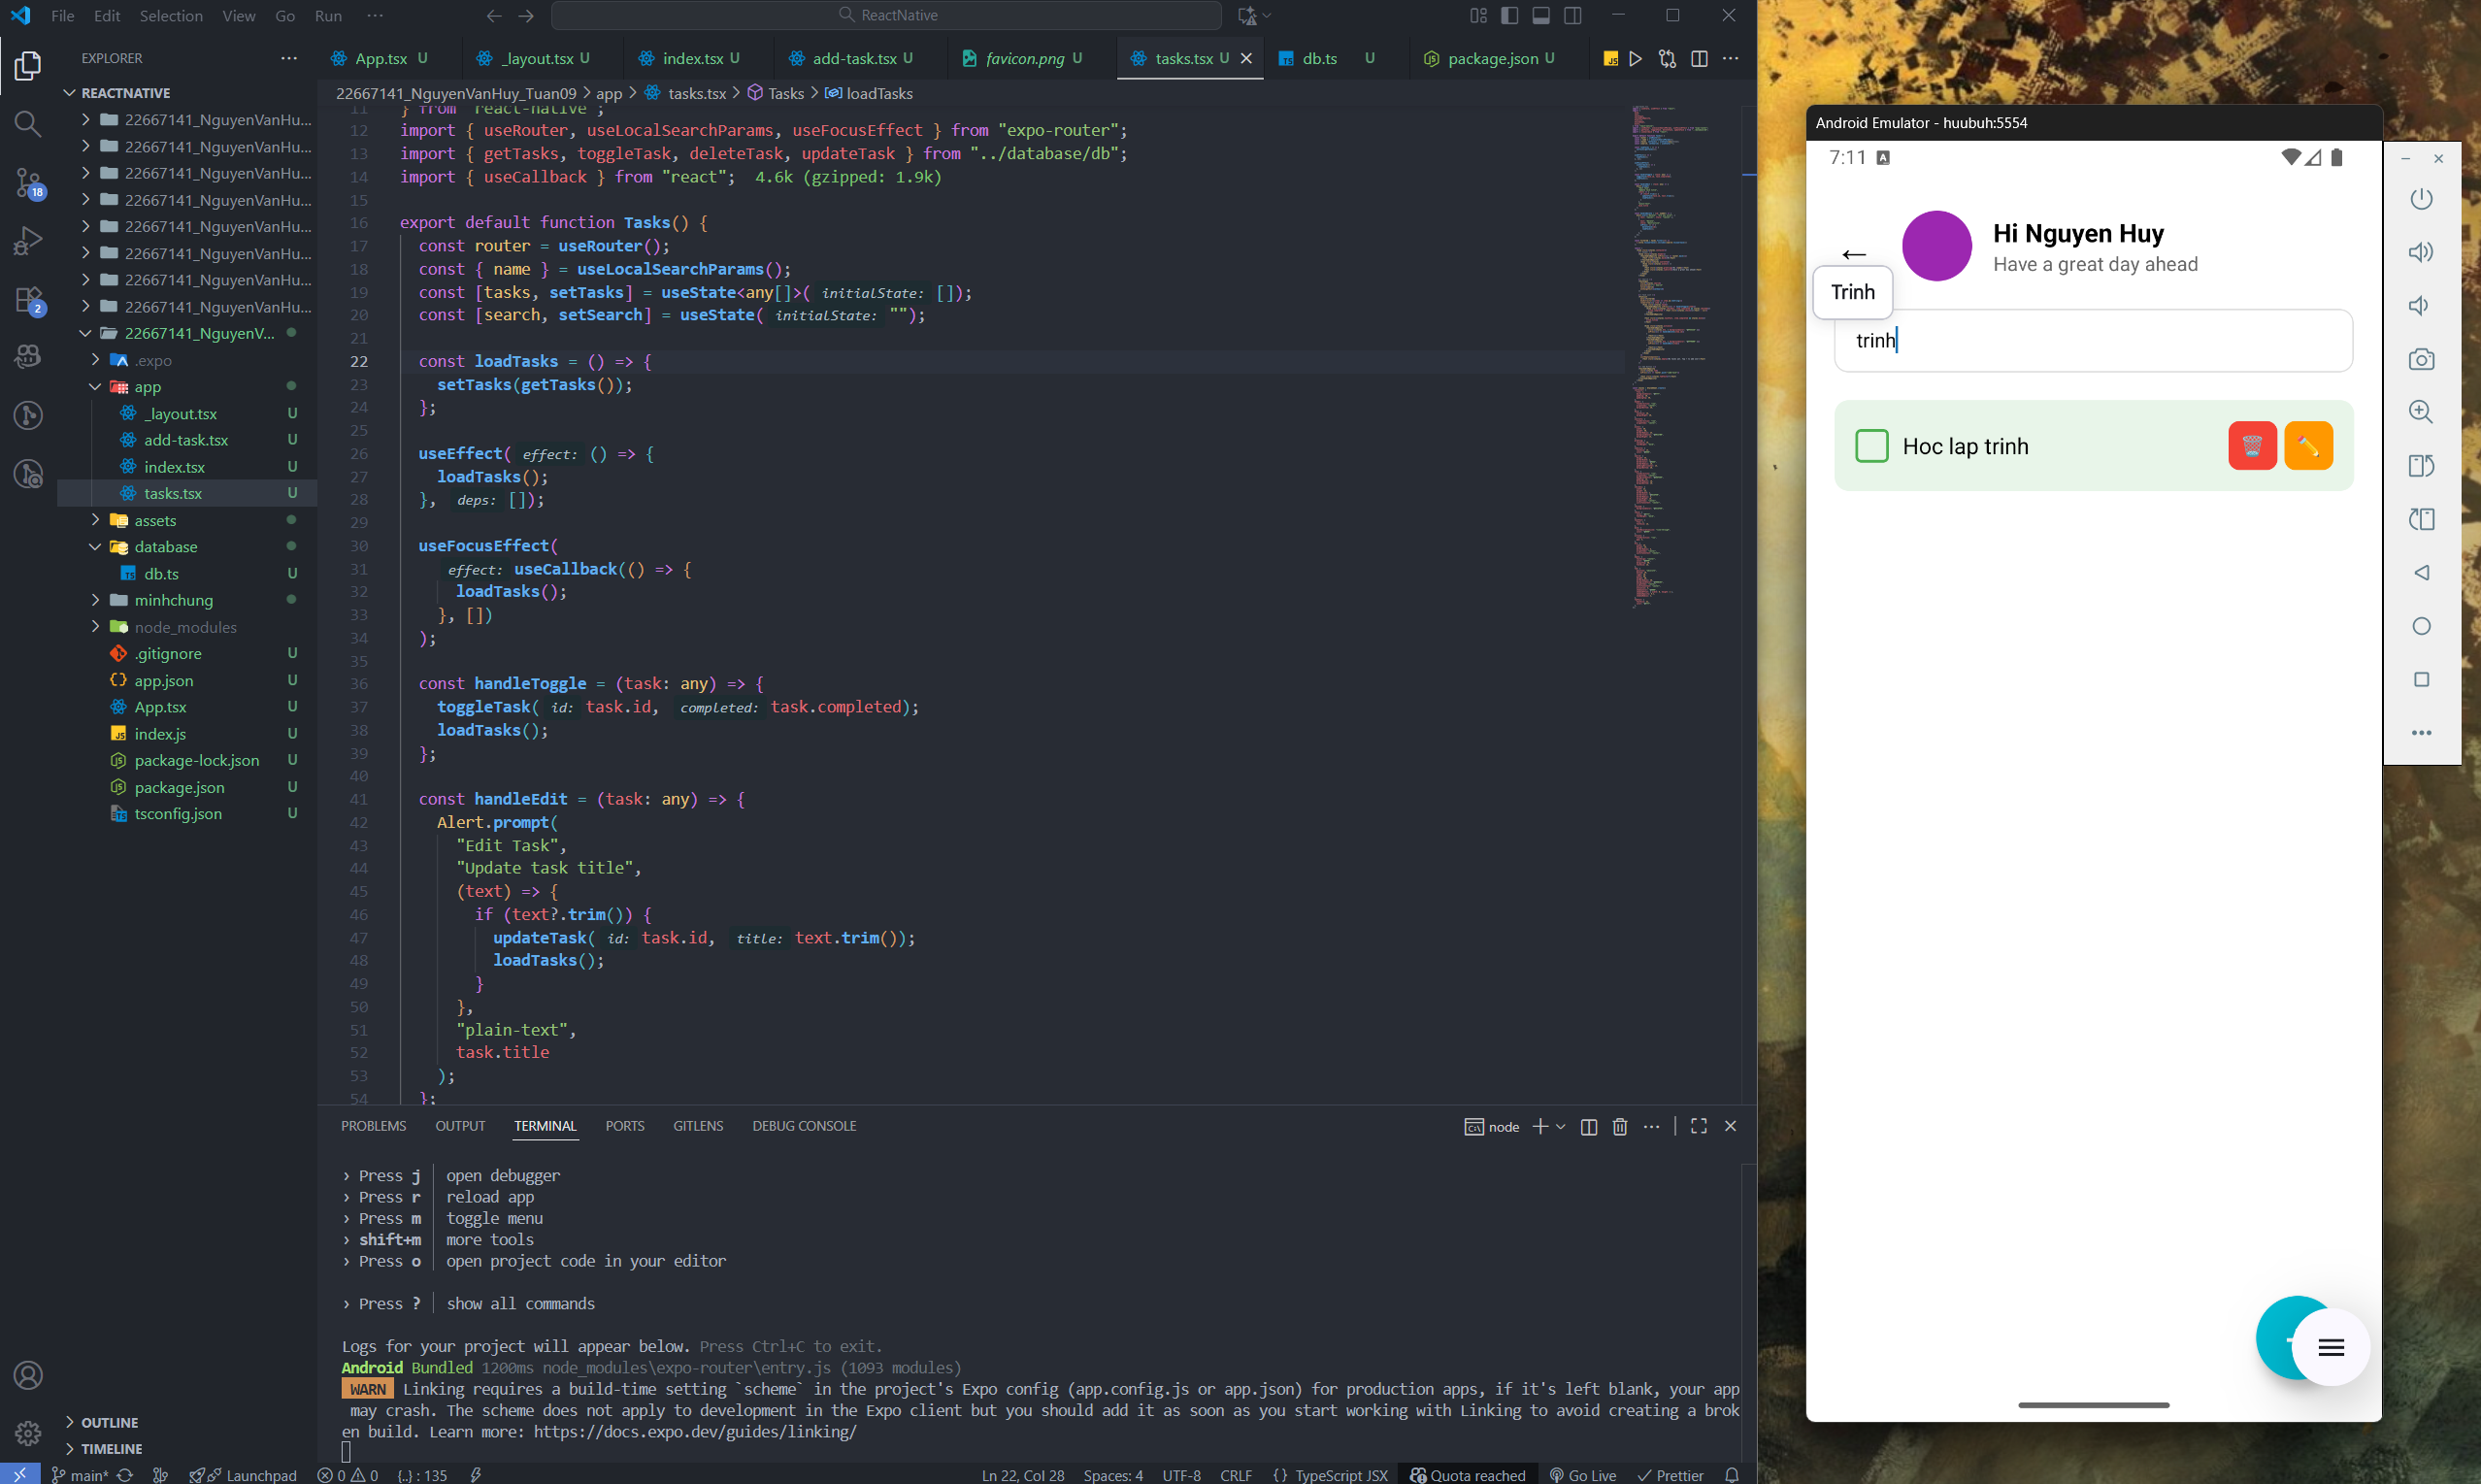 File Edit Selection View Go Run ··· ReactNative
EXPLORER ···
REACTNATIVE
22667141_NguyenVanHu...
22667141_NguyenVanHu...
22667141_NguyenVanHu...
22667141_NguyenVanHu...
22667141_NguyenVanHu...
22667141_NguyenVanHu...
22667141_NguyenVanHu...
22667141_NguyenVanHu...
22667141_NguyenV...
.expo
app
_layout.tsx U
add-task.tsx U
index.tsx U
tasks.tsx U
assets
database
db.ts U
minhchung
node_modules
.gitignore U
app.json U
App.tsx U
index.js U
package-lock.json U
package.json U
tsconfig.json U
OUTLINE
TIMELINE
18
2
App.tsx U _layout.tsx U index.tsx U add-task.tsx U favicon.png U tasks.tsx U db.ts U package.json U
22667141_NguyenVanHuy_Tuan09 > app > tasks.tsx > Tasks > loadTasks
11 } from "react-native";
12 import { useRouter, useLocalSearchParams, useFocusEffect } from "expo-router";
13 import { getTasks, toggleTask, deleteTask, updateTask } from "../database/db";
14 import { useCallback } from "react"; 4.6k (gzipped: 1.9k)
15
16 export default function Tasks() {
17 const router = useRouter();
18 const { name } = useLocalSearchParams();
19 const [tasks, setTasks] = useState<any[]>( initialState: []);
20 const [search, setSearch] = useState( initialState: "");
21
22 const loadTasks = () => {
23 setTasks(getTasks());
24 };
25
26 useEffect( effect: () => {
27 loadTasks();
28 }, deps: []);
29
30 useFocusEffect(
31 effect: useCallback(() => {
32 loadTasks();
33 }, [])
34 );
35
36 const handleToggle = (task: any) => {
37 toggleTask( id: task.id, completed: task.completed);
38 loadTasks();
39 };
40
41 const handleEdit = (task: any) => {
42 Alert.prompt(
43 "Edit Task",
44 "Update task title",
45 (text) => {
46 if (text?.trim()) {
47 updateTask( id: task.id, title: text.trim());
48 loadTasks();
49 }
50 },
51 "plain-text",
52 task.title
53 );
54 };
PROBLEMS OUTPUT TERMINAL PORTS GITLENS DEBUG CONSOLE node
› Press j │ open debugger
› Press r │ reload app
› Press m │ toggle menu
› shift+m │ more tools
› Press o │ open project code in your editor
› Press ? │ show all commands
Logs for your project will appear below. Press Ctrl+C to exit.
Android Bundled 1200ms node_modules\expo-router\entry.js (1093 modules)
WARN Linking requires a build-time setting `scheme` in the project's Expo config (app.config.js or app.json) for production apps, if it's left blank, your app
may crash. The scheme does not apply to development in the Expo client but you should add it as soon as you start working with Linking to avoid creating a brok
en build. Learn more: https://docs.expo.dev/guides/linking/
main* Launchpad 0 0 {..} : 135 Ln 22, Col 28 Spaces: 4 UTF-8 CRLF {} TypeScript JSX Quota reached Go Live Prettier
Android Emulator - huubuh:5554
7:11 A
Hi Nguyen Huy
Have a great day ahead
Trinh
trinh
Hoc lap trinh